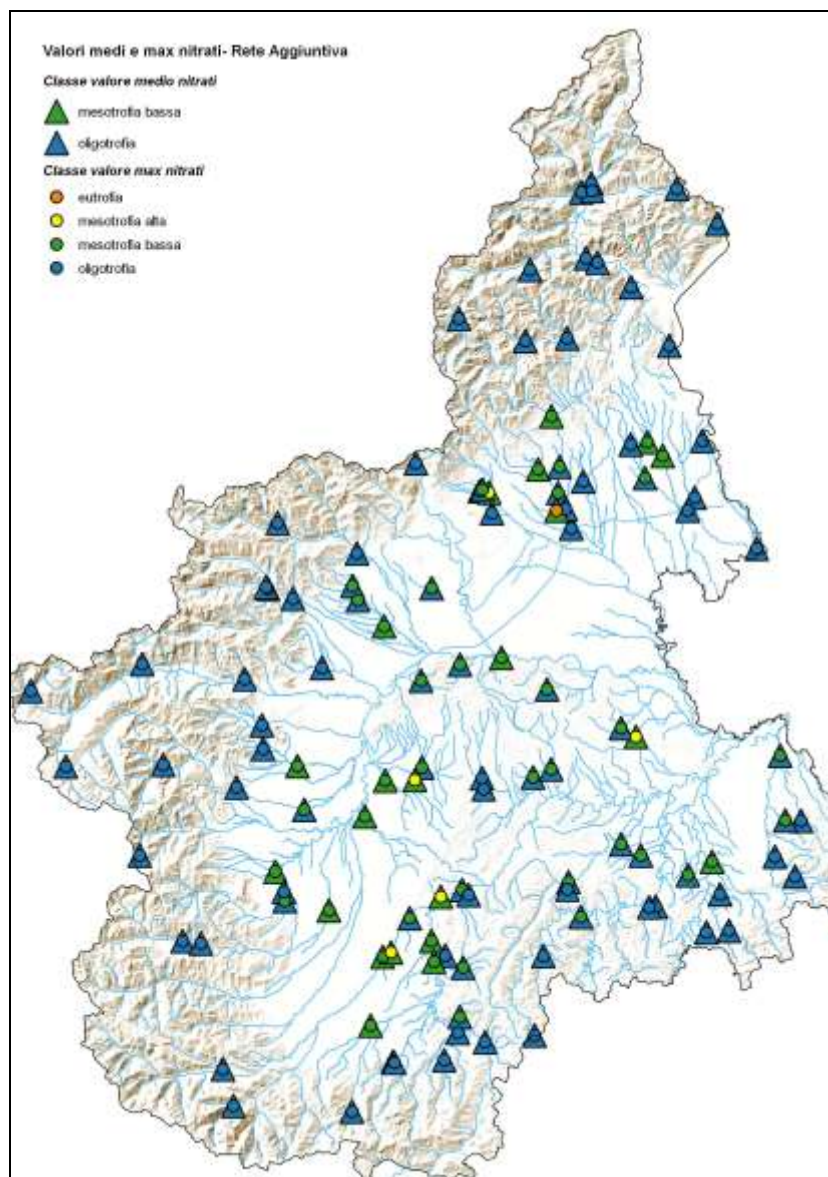 Valori medi e max nitrati- Rete Aggiuntiva
Classe valore medio nitrati
mesotrofia bassa
oligotrofia
Classe valore max nitrati
eutrofia
mesotrofia alta
mesotrofia bassa
oligotrofia